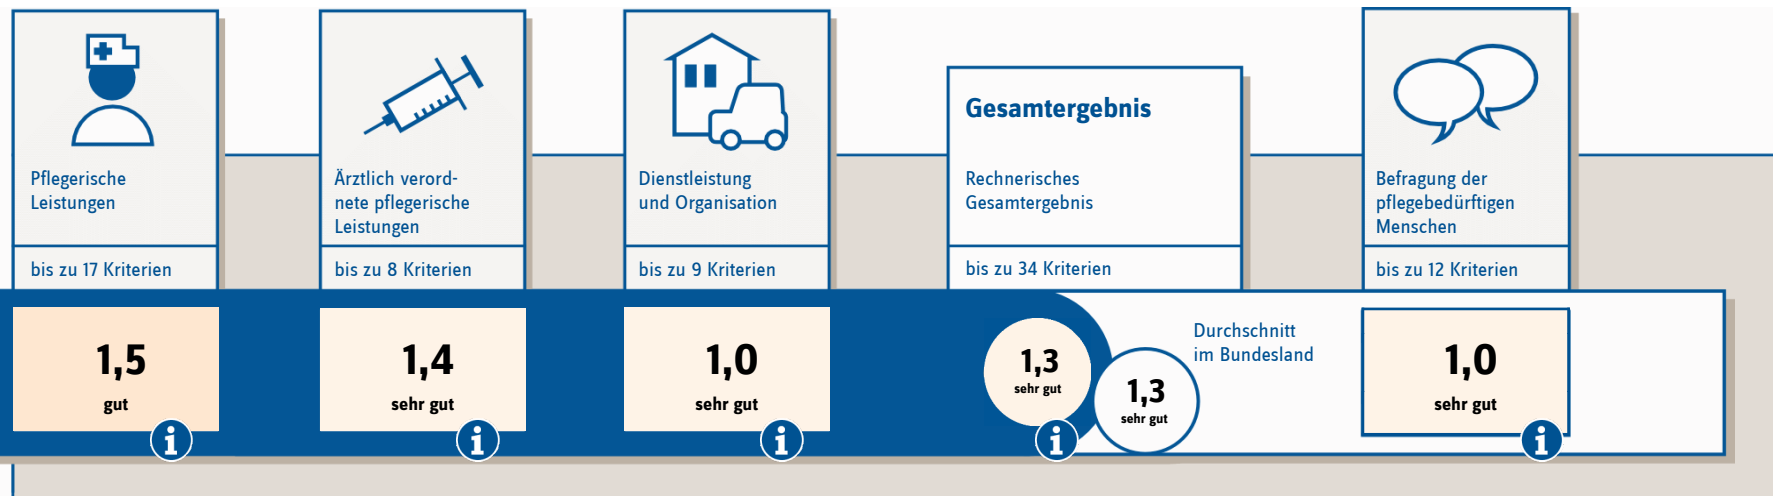 Pflegerische
Leistungen
bis zu 17 Kriterien
1,5
gut
Ärztlich verord-
nete pflegerische
Leistungen
bis zu 8 Kriterien
1,4
sehr gut
Dienstleistung
und Organisation
bis zu 9 Kriterien
1,0
sehr gut
Gesamtergebnis
Rechnerisches
Gesamtergebnis
bis zu 34 Kriterien
1,3
sehr gut
Durchschnitt
im Bundesland
1,3
sehr gut
Befragung der
pflegebedürftigen
Menschen
bis zu 12 Kriterien
1,0
sehr gut